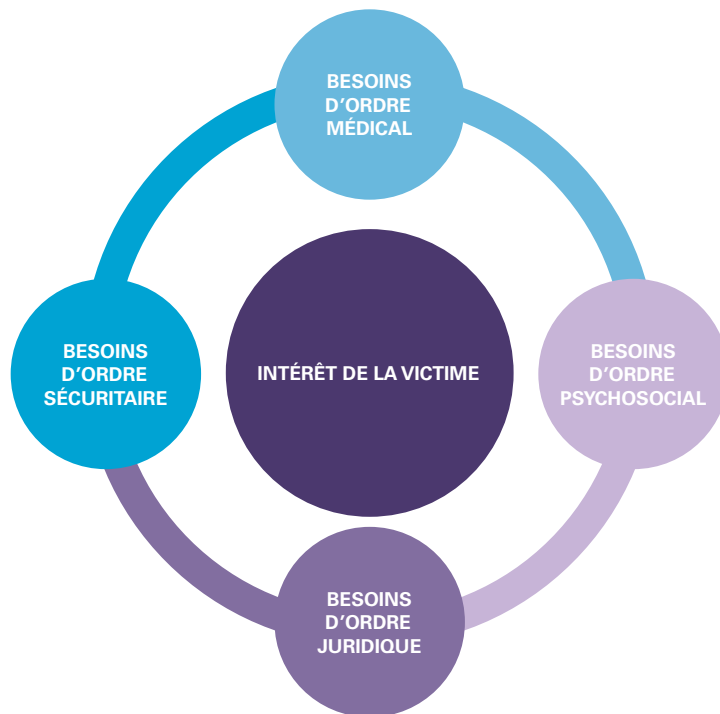 BESOINS
D'ORDRE
MÉDICAL
BESOINS
D'ORDRE
SÉCURITAIRE
INTÉRÊT DE LA VICTIME
BESOINS
D'ORDRE
PSYCHOSOCIAL
BESOINS
D'ORDRE
JURIDIQUE